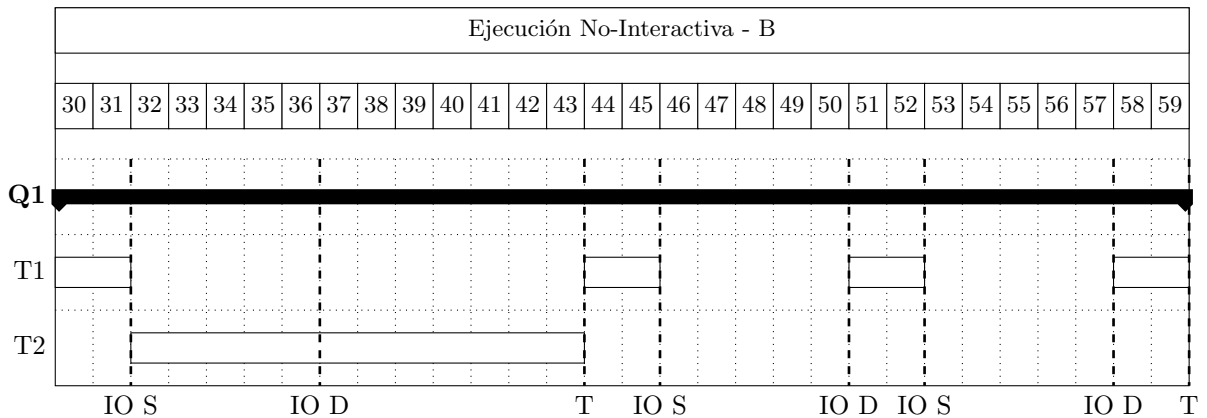 Ejecución No-Interactiva - B
30 31 32 33 34 35 36 37 38 39 40 41 42 43 44 45 46 47 48 49 50 51 52 53 54 55 56 57 58 59
Q1
T1
T2
IO S IO D T IO S IO D IO S IO D T